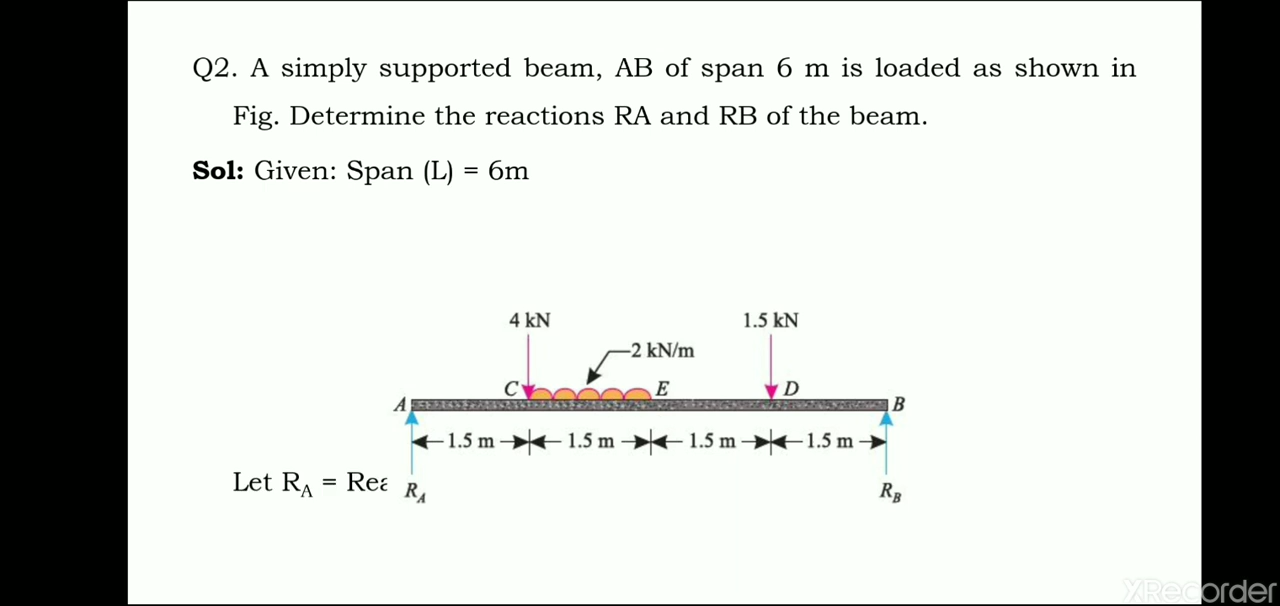 Q2. A simply supported beam, AB of span 6 m is loaded as shown in
Fig. Determine the reactions RA and RB of the beam.
Sol: Given: Span (L) = 6m
4 kN
1.5 kN
2 kN/m
C
E
D
A
B
1.5 m
1.5 m
1.5 m
1.5 m
Let RA = Rea
RA
RB
XRecorder